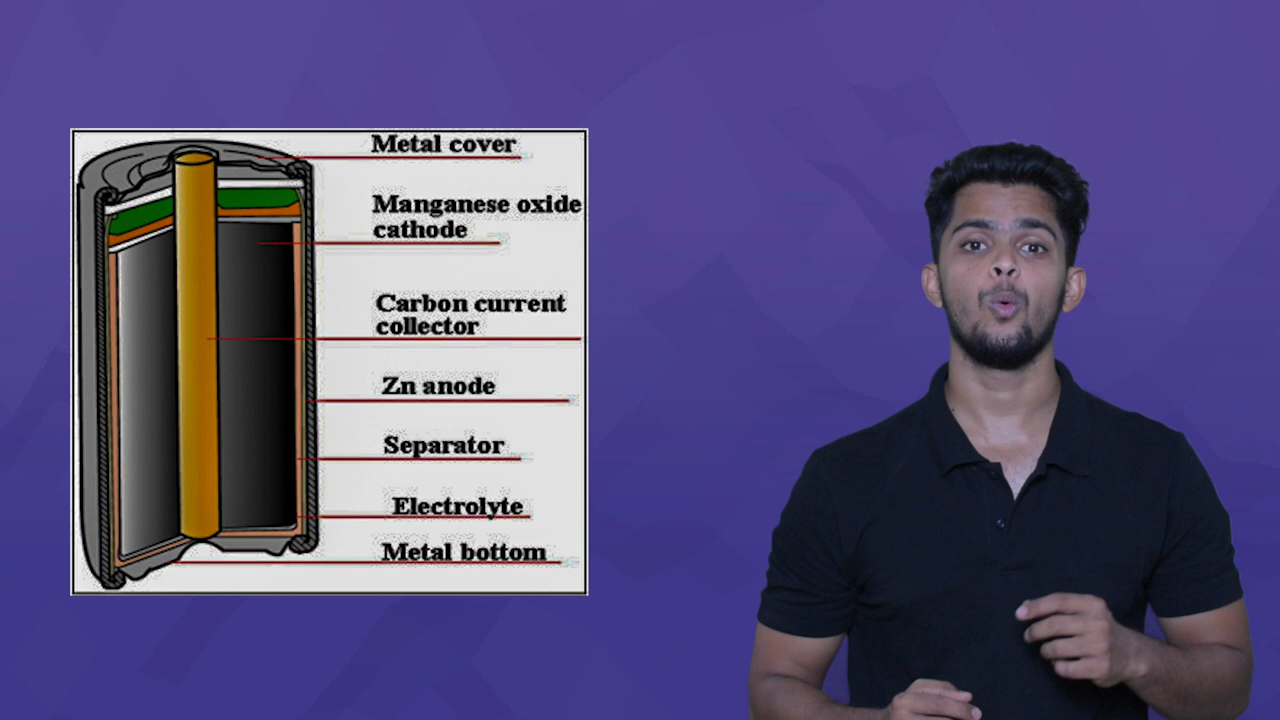 Metal cover
Manganese oxide
cathode
Carbon current
collector
Zn anode
Separator
Electrolyte
Metal bottom